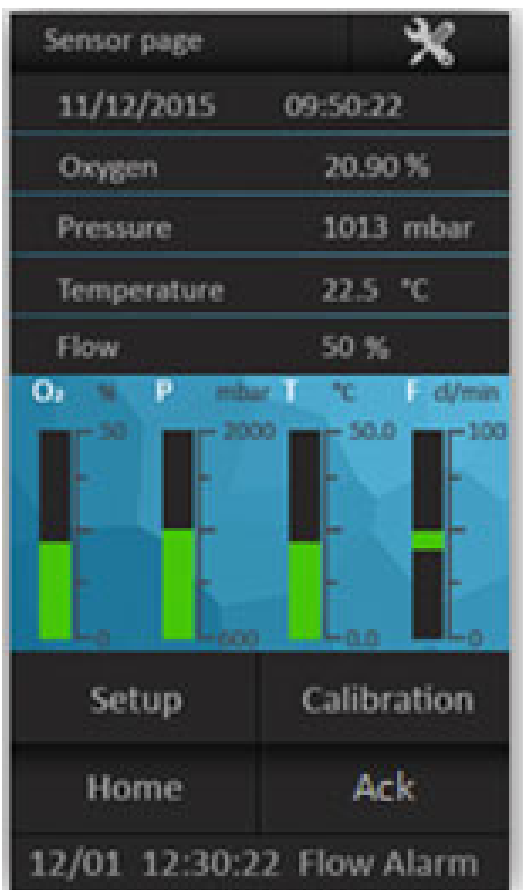 Sensor page
11/12/2015 09:50:22
Oxygen 20.90 %
Pressure 1013 mbar
Temperature 22.5 °C
Flow 50 %
O₂ % P mbar T °C F cl/min
50 2000 50.0 100
0 600 0.0 0
Setup Calibration
Home Ack
12/01 12:30:22 Flow Alarm